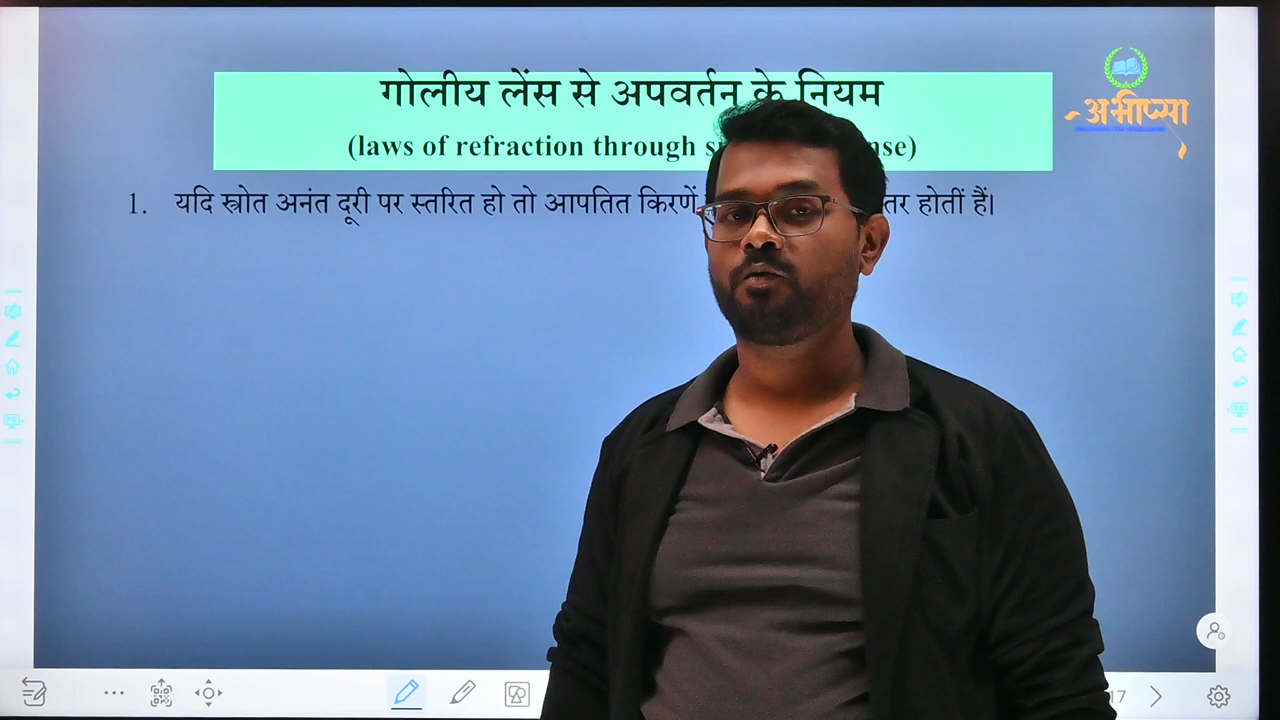 गोलीय लेंस से अपवर्तन के नियम
(laws of refraction through
अभीप्सा
1. यदि स्त्रोत अनंत दूरी पर स्तरित हो तो आपतित किरणें होतीं हैं।
17